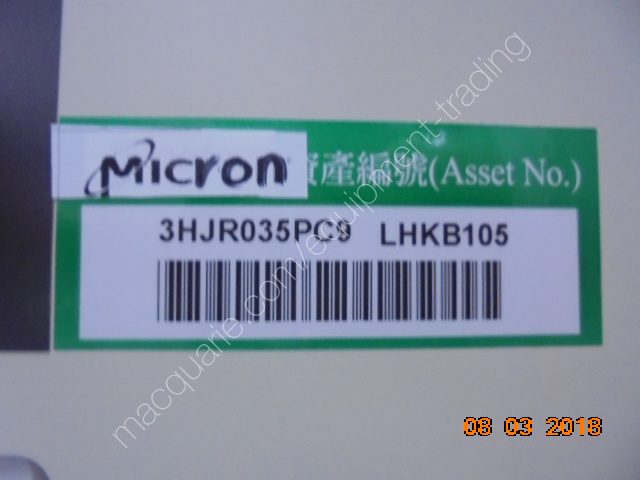 Micron 資產編號(Asset No.)
3HJR035PC9 LHKB105
macquarie.com/equipment-trading
08 03 2018